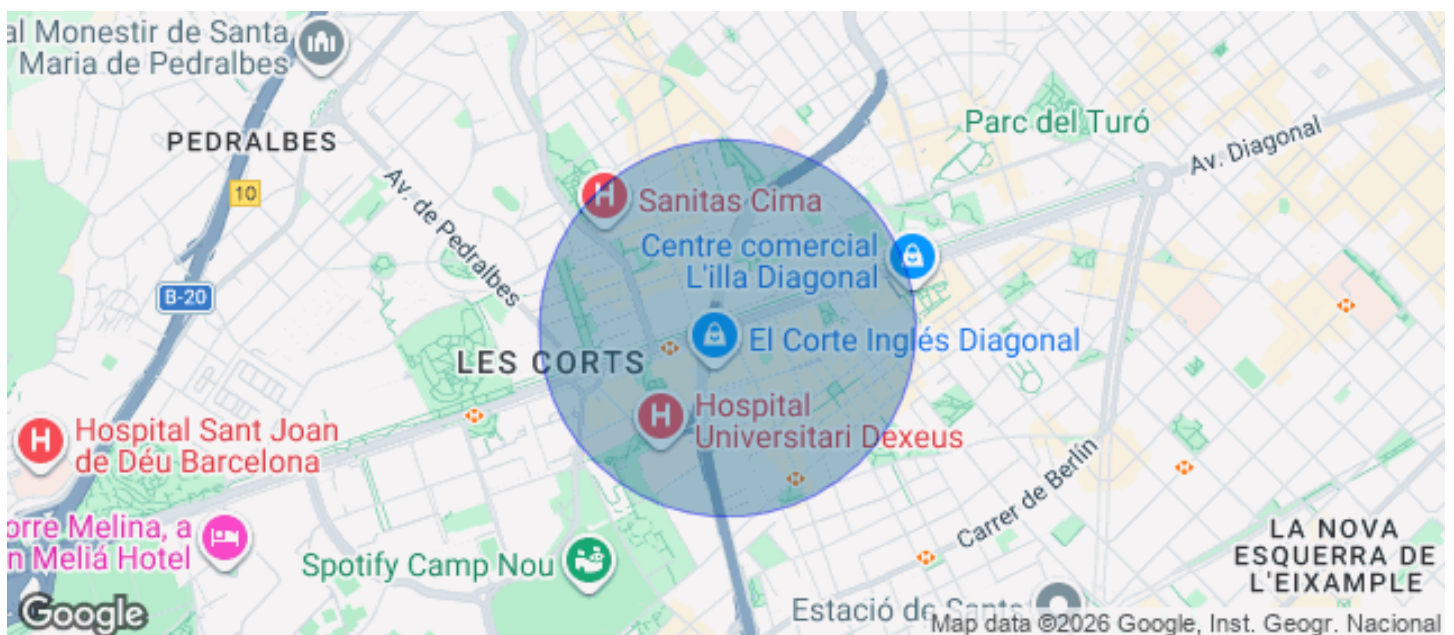 al Monestir de Santa
Maria de Pedralbes
PEDRALBES
10
Av. de Pedralbes
B-20
Parc del Turó
Av. Diagonal
H
Sanitas Cima
Centre comercial
L'illa Diagonal
El Corte Inglés Diagonal
LES CORTS
H
Hospital
Universitari Dexeus
H
Hospital Sant Joan
de Déu Barcelona
orre Melina, a
n Meliá Hotel
Spotify Camp Nou
Carrer de Berlín
LA NOVA
ESQUERRA DE
L'EIXAMPLE
Estació de Sants
Google
Map data ©2026 Google, Inst. Geogr. Nacional